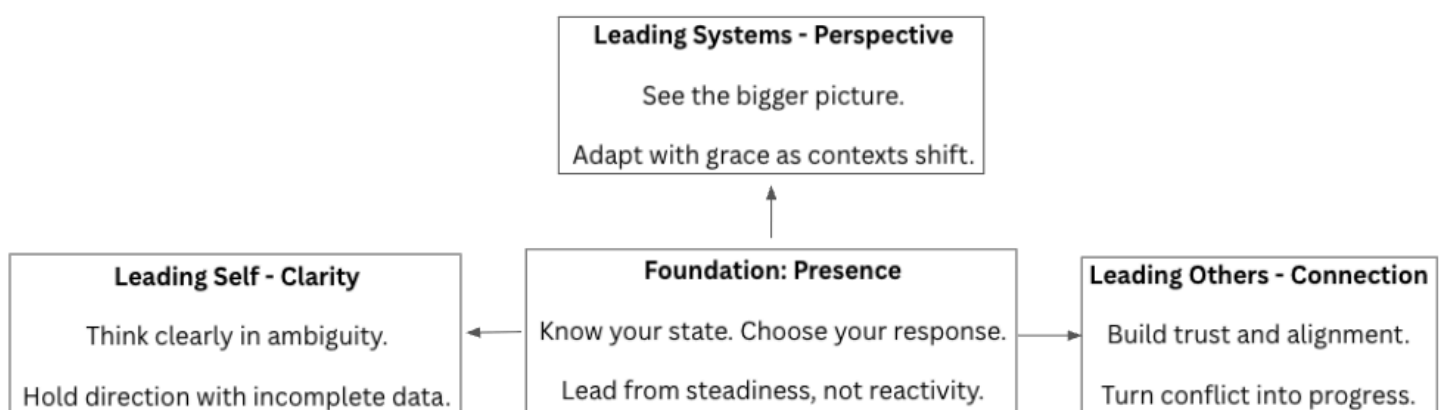 Leading Systems - Perspective
See the bigger picture.
Adapt with grace as contexts shift.
Leading Self - Clarity
Think clearly in ambiguity.
Hold direction with incomplete data.
Foundation: Presence
Know your state. Choose your response.
Lead from steadiness, not reactivity.
Leading Others - Connection
Build trust and alignment.
Turn conflict into progress.